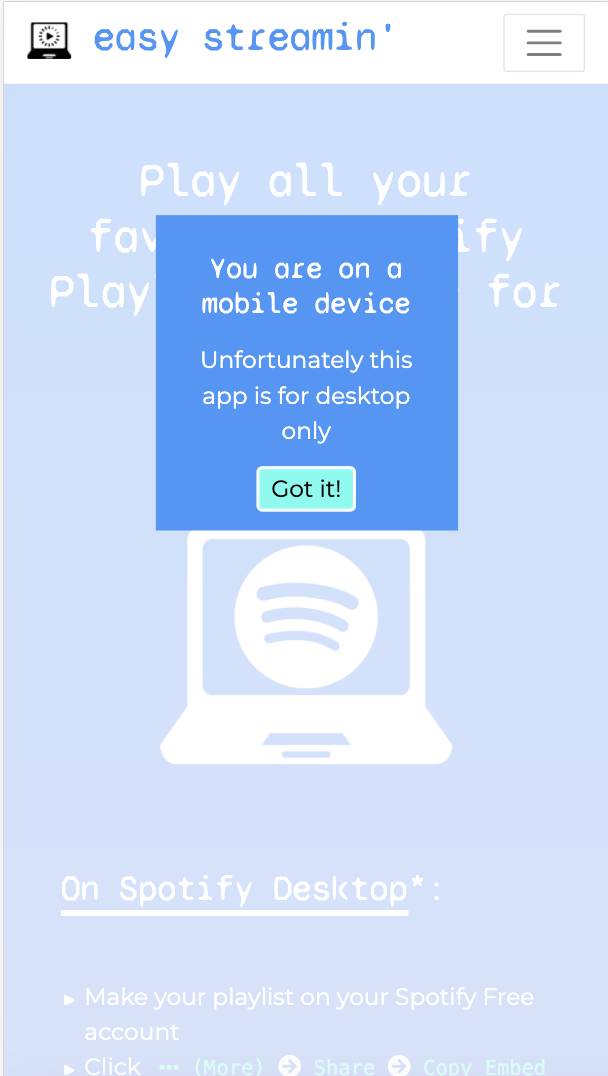 easy streamin'
Play all your
fav ify
Play for
You are on a
mobile device
Unfortunately this
app is for desktop
only
Got it!
On Spotify Desktop*:
▸ Make your playlist on your Spotify Free
account
▸ Click ••• (More) → Share → Copy Embed